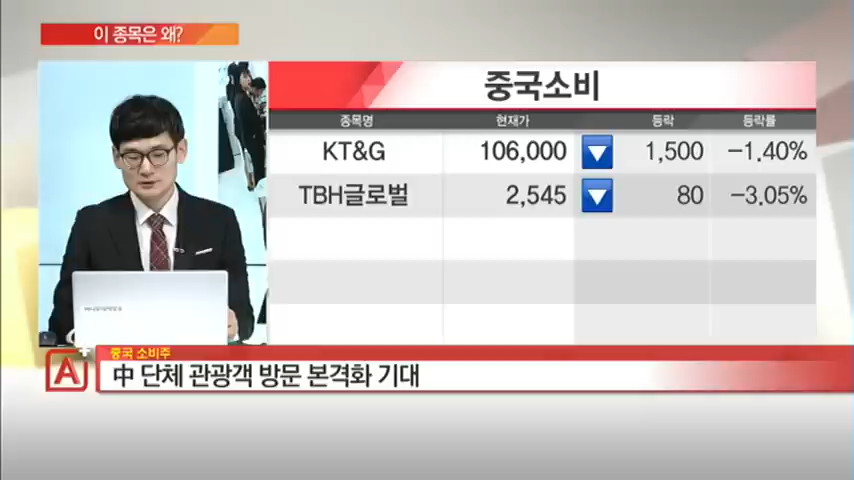 이 종목은 왜?
중국소비
종목명 현재가 등락 등락률
KT&G 106,000 ▼ 1,500 -1.40%
TBH글로벌 2,545 ▼ 80 -3.05%
중국 소비주
A+
中 단체 관광객 방문 본격화 기대